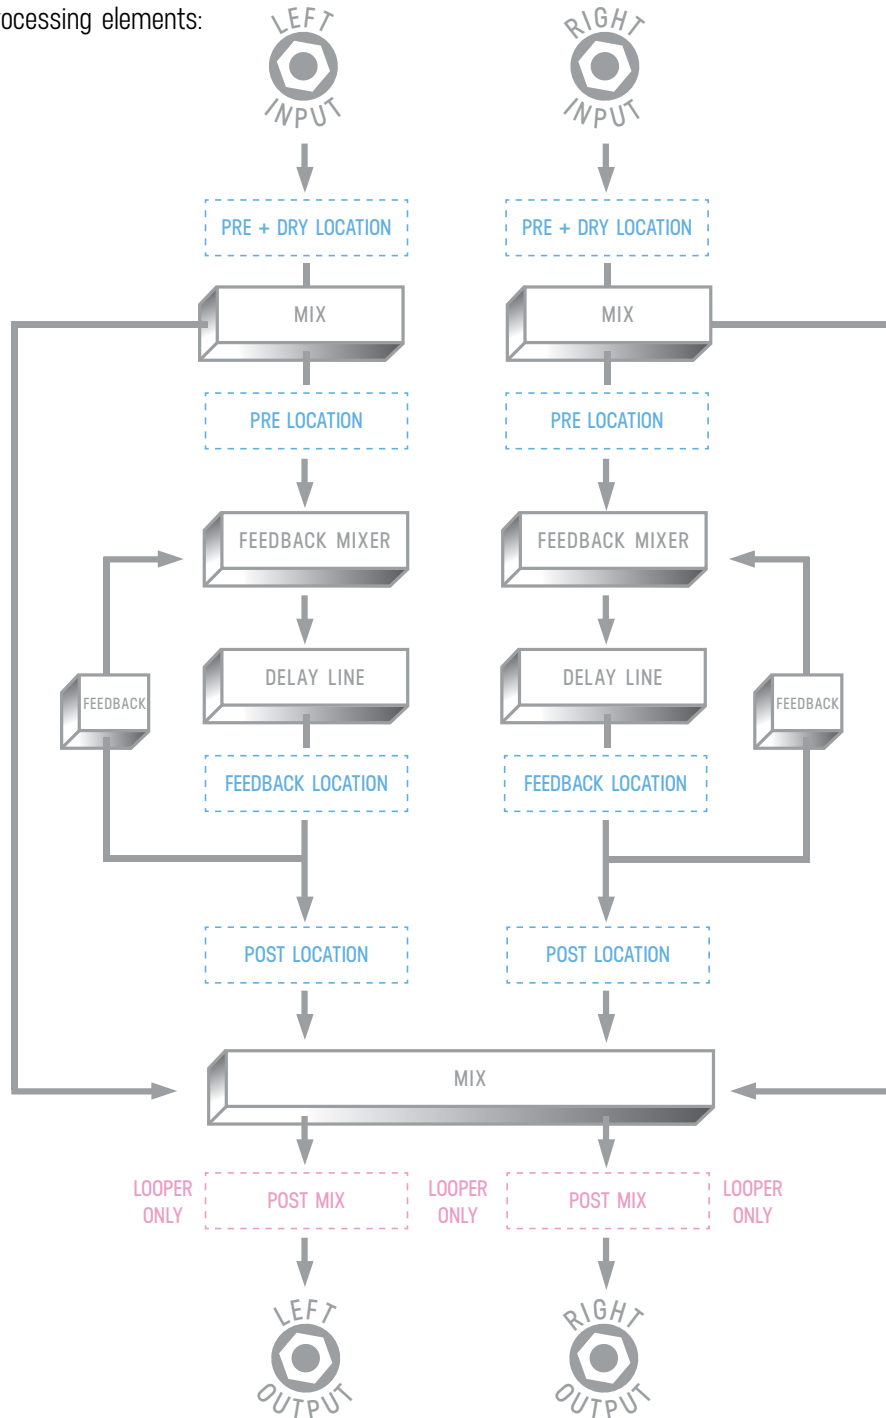 rocessing elements:
LEFT
INPUT
RIGHT
INPUT
PRE + DRY LOCATION
PRE + DRY LOCATION
MIX
MIX
PRE LOCATION
PRE LOCATION
FEEDBACK MIXER
FEEDBACK MIXER
DELAY LINE
DELAY LINE
FEEDBACK
FEEDBACK
FEEDBACK LOCATION
FEEDBACK LOCATION
POST LOCATION
POST LOCATION
MIX
LOOPER
ONLY
POST MIX
LOOPER
ONLY
POST MIX
LOOPER
ONLY
LEFT
OUTPUT
RIGHT
OUTPUT